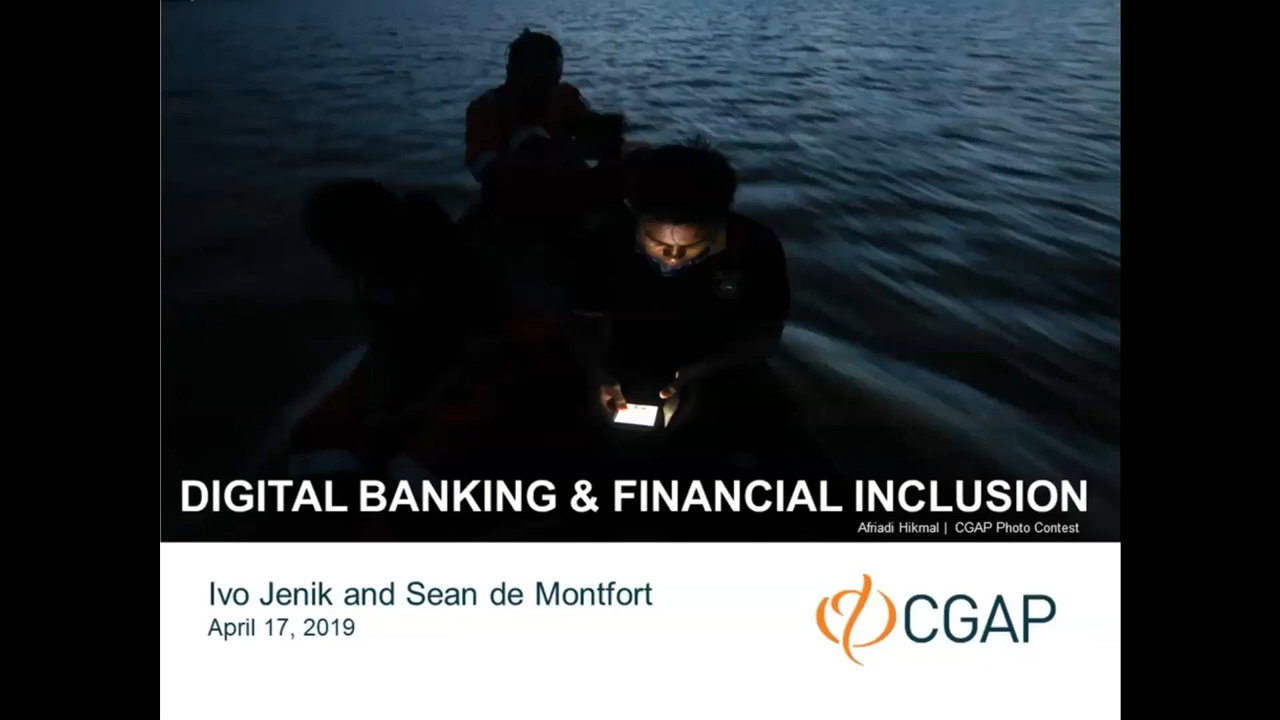 DIGITAL BANKING & FINANCIAL INCLUSION
Afriadi Hikmal | CGAP Photo Contest
Ivo Jenik and Sean de Montfort
April 17, 2019
CGAP